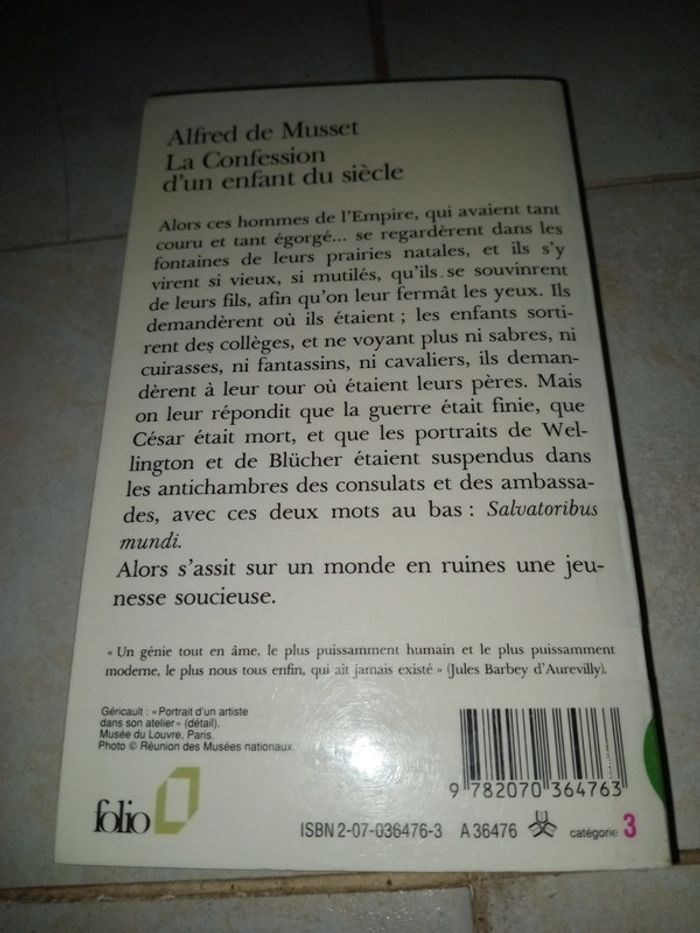 Alfred de Musset
La Confession
d'un enfant du siècle
Alors ces hommes de l'Empire, qui avaient tant
couru et tant égorgé... se regardèrent dans les
fontaines de leurs prairies natales, et ils s'y
virent si vieux, si mutilés, qu'ils se souvinrent
de leurs fils, afin qu'on leur fermât les yeux. Ils
demandèrent où ils étaient ; les enfants sorti-
rent des collèges, et ne voyant plus ni sabres, ni
cuirasses, ni fantassins, ni cavaliers, ils deman-
dèrent à leur tour où étaient leurs pères. Mais
on leur répondit que la guerre était finie, que
César était mort, et que les portraits de Wel-
lington et de Blücher étaient suspendus dans
les antichambres des consulats et des ambassa-
des, avec ces deux mots au bas : Salvatoribus
mundi.
Alors s'assit sur un monde en ruines une jeu-
nesse soucieuse.
« Un génie tout en âme, le plus puissamment humain et le plus puissamment
moderne, le plus nous tous enfin, qui ait jamais existé » (Jules Barbey d'Aurevilly).
Géricault : « Portrait d'un artiste
dans son atelier » (détail).
Musée du Louvre, Paris.
Photo © Réunion des Musées nationaux.
9 782070 364763
folio
ISBN 2-07-036476-3 A 36476 catégorie 3